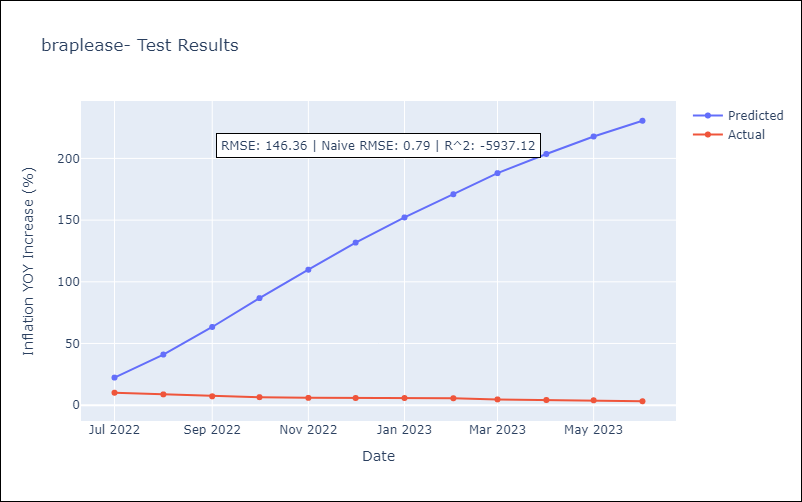 braplease- Test Results
RMSE: 146.36 | Naive RMSE: 0.79 | R^2: -5937.12
Predicted
Actual
Inflation YOY Increase (%)
200
150
100
50
0
Jul 2022 Sep 2022 Nov 2022 Jan 2023 Mar 2023 May 2023
Date